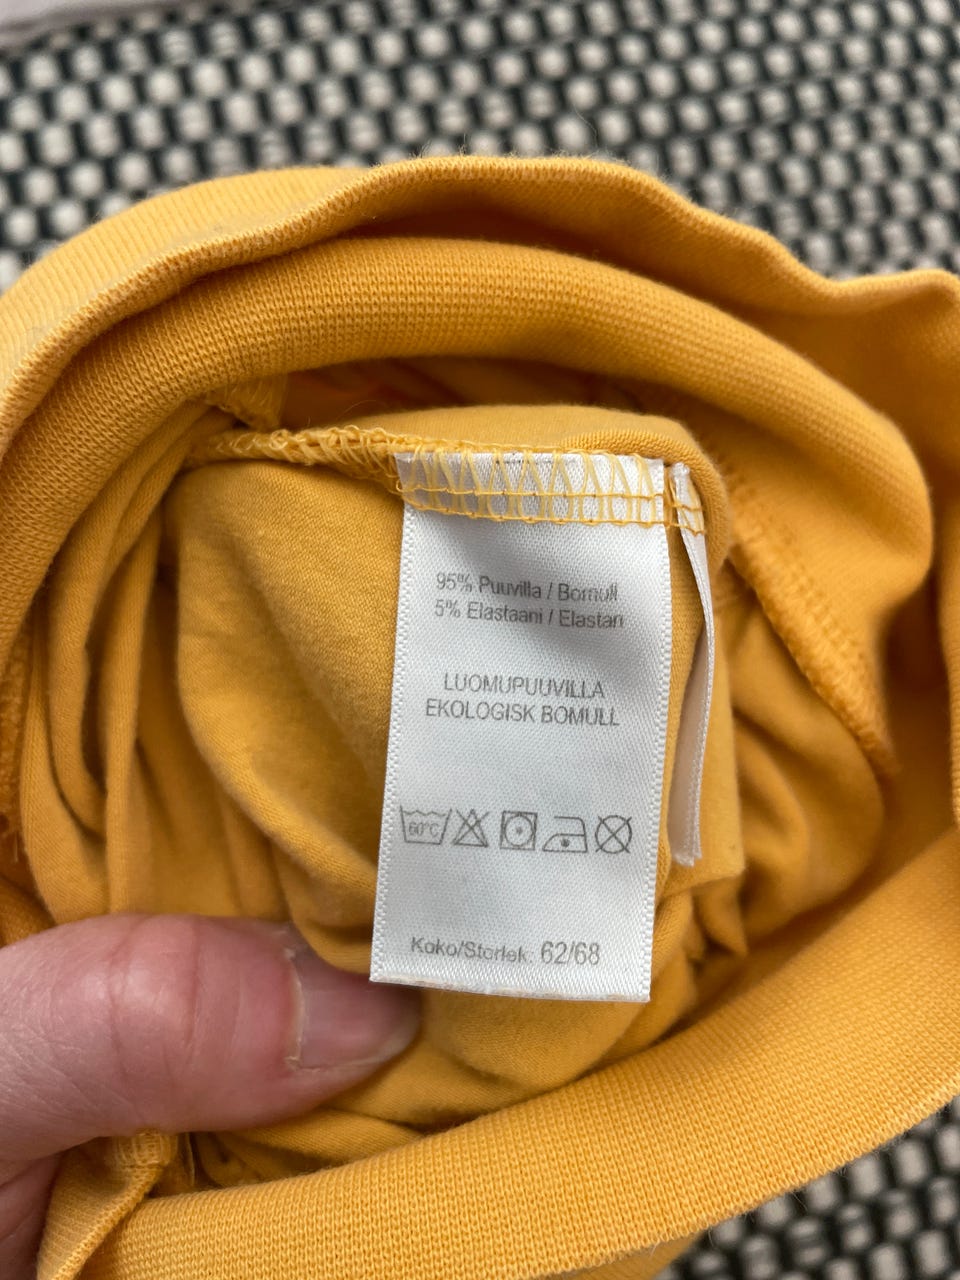 95% Puuvilla / Bomull
5% Elastaani / Elastan
LUOMUPUUVILLA
EKOLOGISK BOMULL
60°C
Koko/Storlek: 62/68